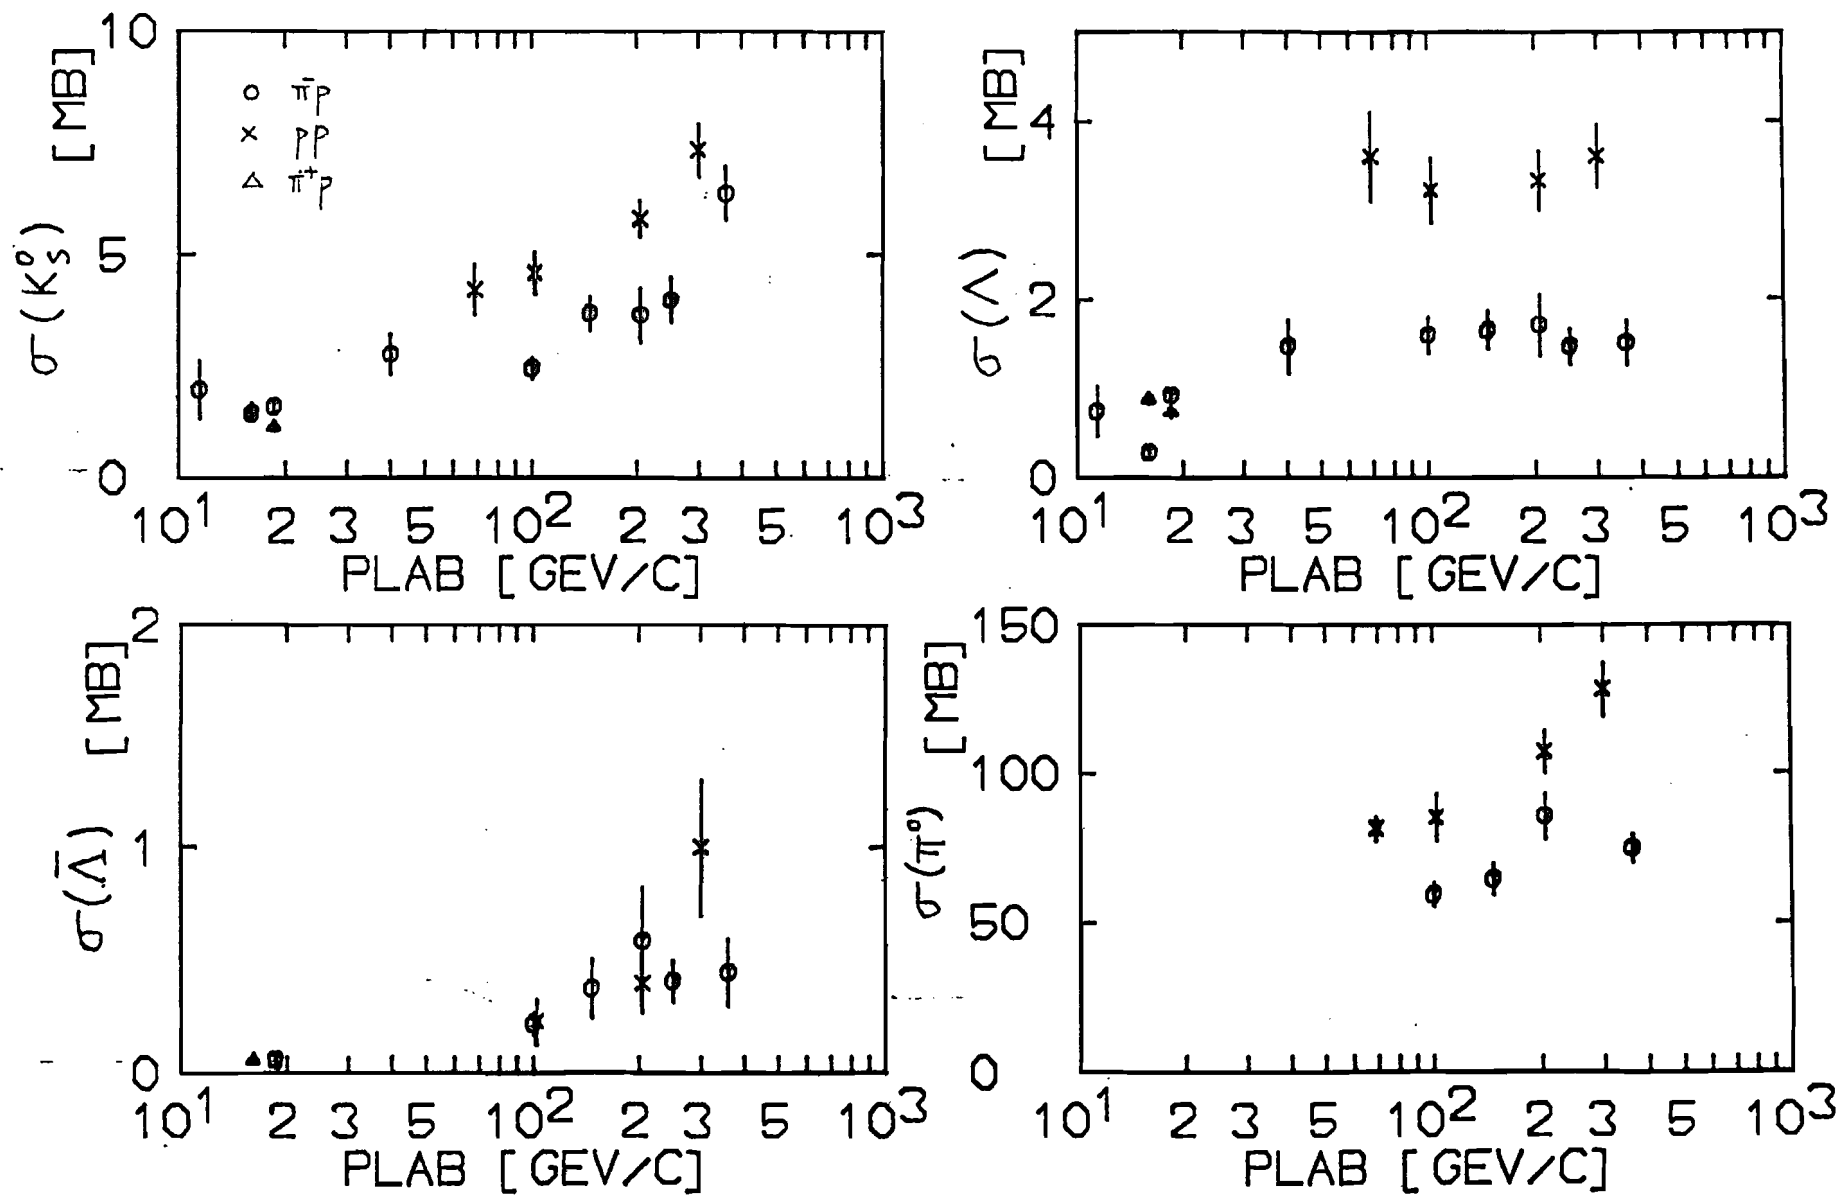 10
5
0
σ(K⁰s) [MB]
o π⁻p
× pp
△ π⁺p
10¹ 2 3 5 10² 2 3 5 10³
PLAB [GEV/C]
4
2
0
σ(Λ) [MB]
10¹ 2 3 5 10² 2 3 5 10³
PLAB [GEV/C]
2
1
0
σ(Λ̄) [MB]
10¹ 2 3 5 10² 2 3 5 10³
PLAB [GEV/C]
150
100
50
0
σ(π⁰) [MB]
10¹ 2 3 5 10² 2 3 5 10³
PLAB [GEV/C]